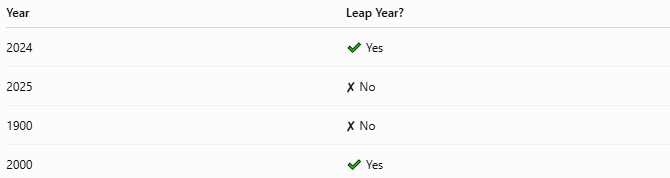 Year Leap Year?
2024 ✔ Yes
2025 ✗ No
1900 ✗ No
2000 ✔ Yes